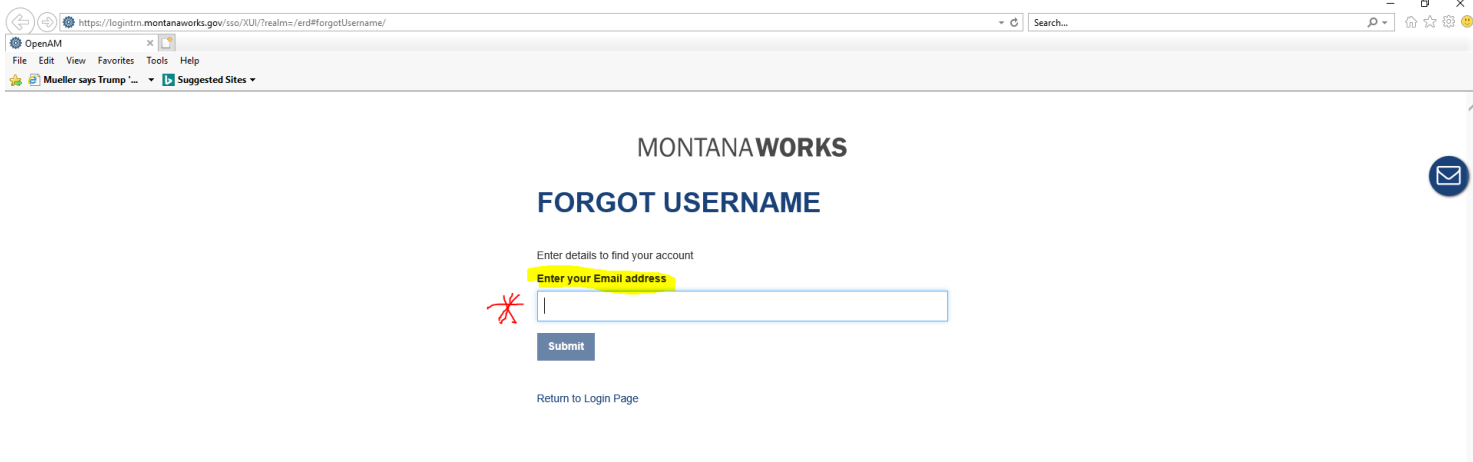 https://logintrn.montanaworks.gov/sso/XUI/?realm=/erd#forgotUsername/
Search...
OpenAM
File Edit View Favorites Tools Help
Mueller says Trump '... Suggested Sites
MONTANAWORKS
FORGOT USERNAME
Enter details to find your account
Enter your Email address
Submit
Return to Login Page